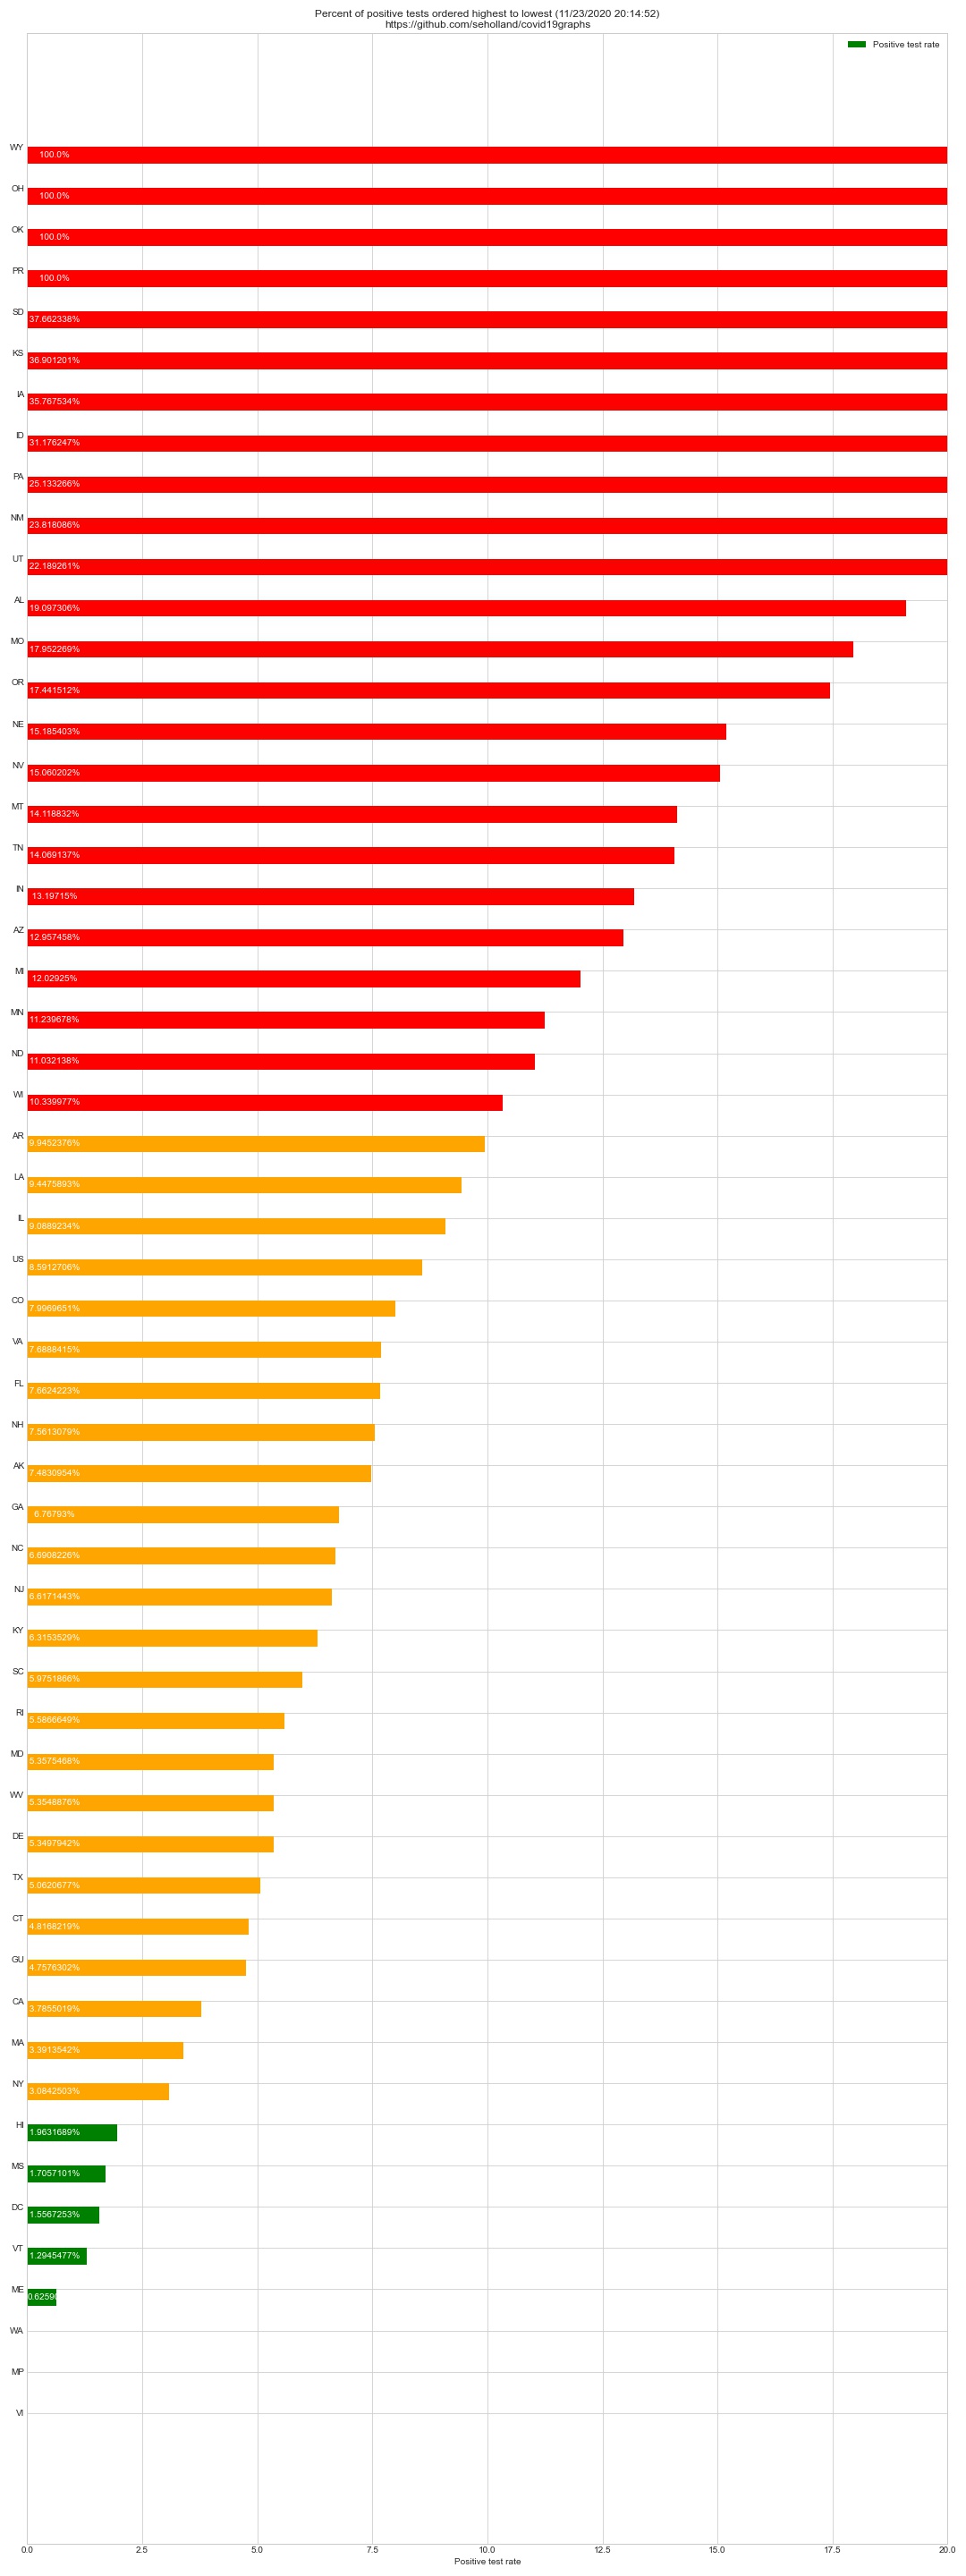 Percent of positive tests ordered highest to lowest (11/23/2020 20:14:52)
https://github.com/seholland/covid19graphs
Positive test rate
WY 100.0%
OH 100.0%
OK 100.0%
PR 100.0%
SD 37.662338%
KS 36.901201%
IA 35.767534%
ID 31.176247%
PA 25.133266%
NM 23.818086%
UT 22.189261%
AL 19.097306%
MO 17.952269%
OR 17.441512%
NE 15.185403%
NV 15.060202%
MT 14.118832%
TN 14.069137%
IN 13.19715%
AZ 12.957458%
MI 12.02925%
MN 11.239678%
ND 11.032138%
WI 10.339977%
AR 9.9452376%
LA 9.4475893%
IL 9.0889234%
US 8.5912706%
CO 7.9969651%
VA 7.6888415%
FL 7.6624223%
NH 7.5613079%
AK 7.4830954%
GA 6.76793%
NC 6.6908226%
NJ 6.6171443%
KY 6.3153529%
SC 5.9751866%
RI 5.5866649%
MD 5.3575468%
WV 5.3548876%
DE 5.3497942%
TX 5.0620677%
CT 4.8168219%
GU 4.7576302%
CA 3.7855019%
MA 3.3913542%
NY 3.0842503%
HI 1.9631689%
MS 1.7057101%
DC 1.5567253%
VT 1.2945477%
ME
WA
MP
VI
0.0 2.5 5.0 7.5 10.0 12.5 15.0 17.5 20.0
Positive test rate